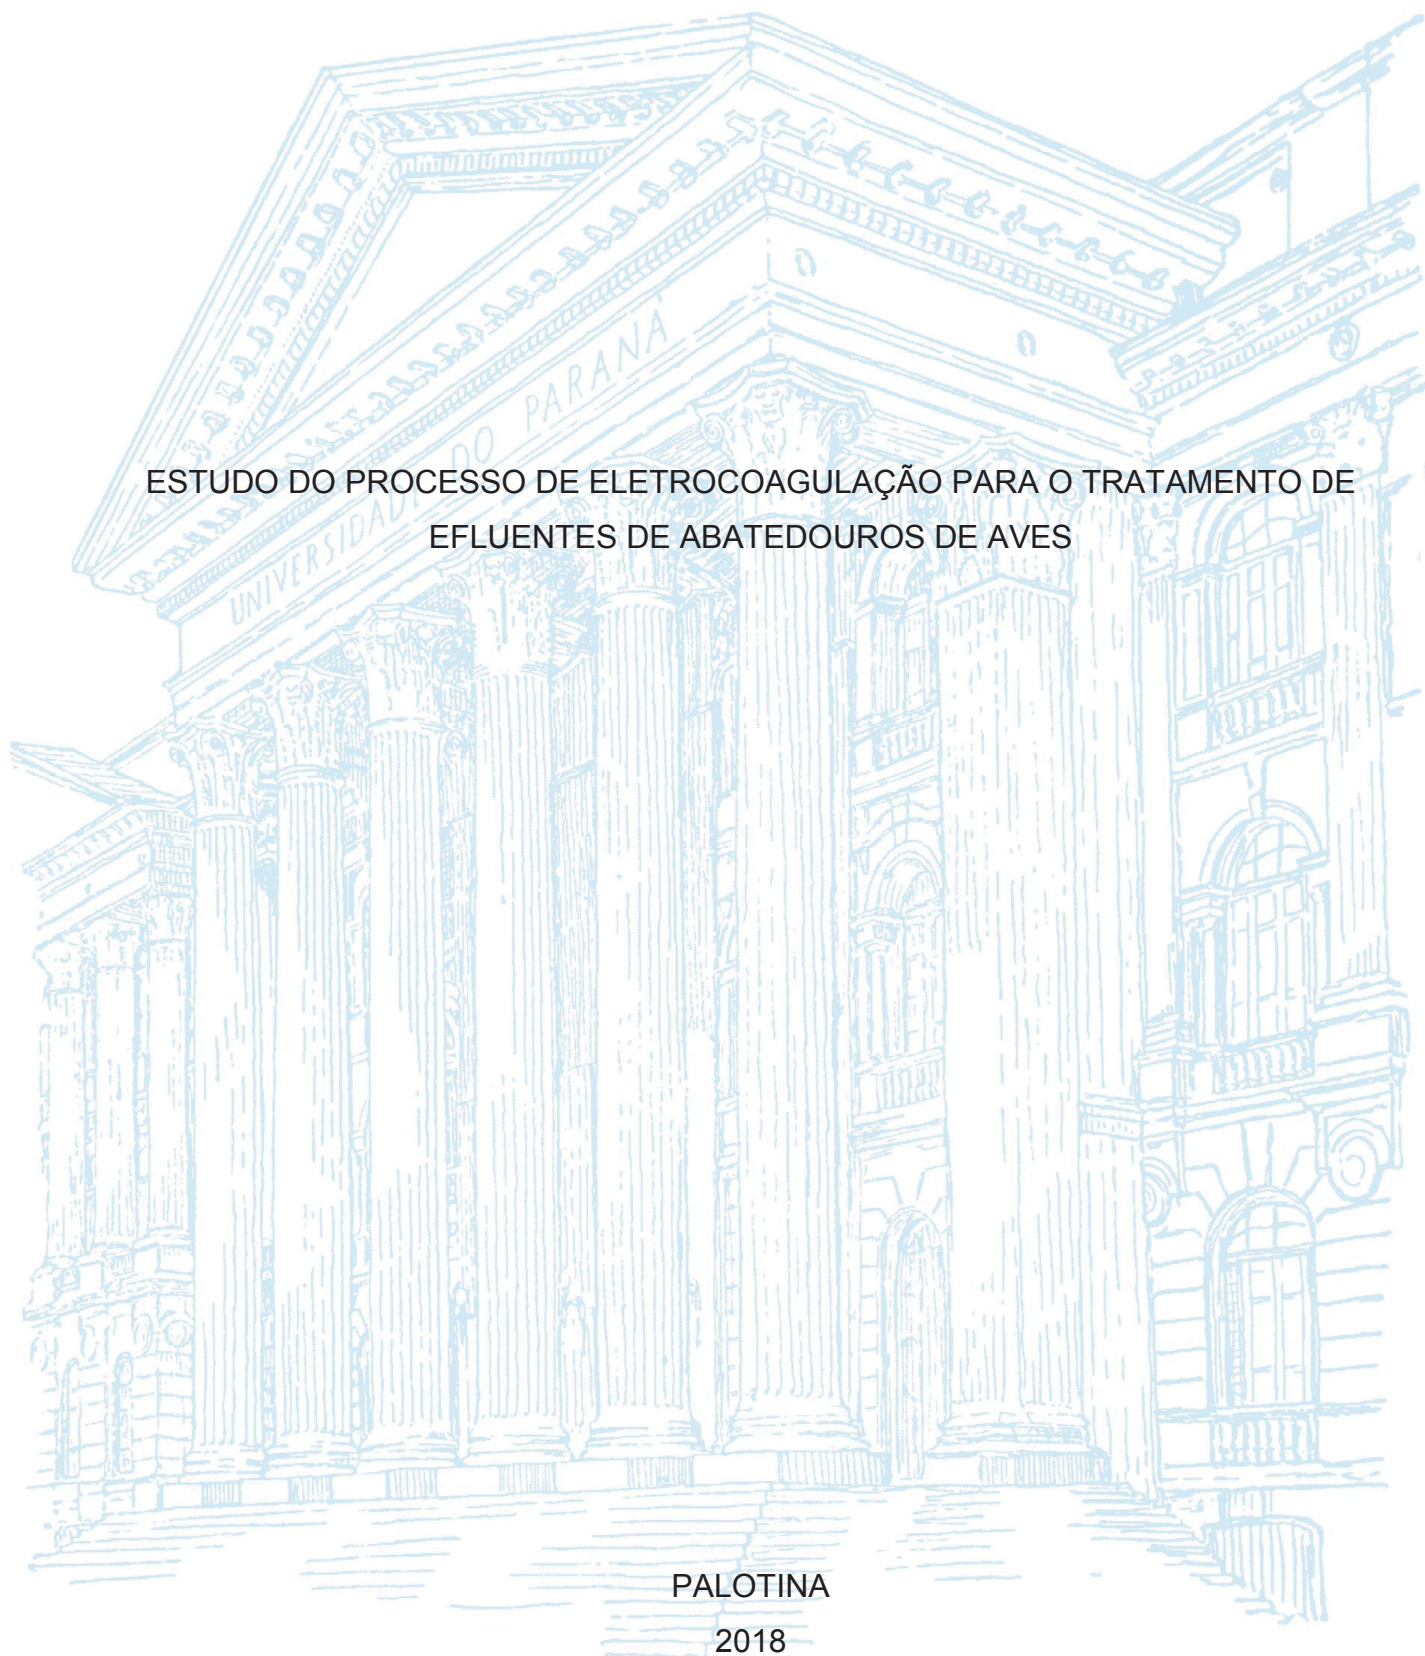 UNIVERSIDADE DO PARANÁ
ESTUDO DO PROCESSO DE ELETROCOAGULAÇÃO PARA O TRATAMENTO DE
EFLUENTES DE ABATEDOUROS DE AVES
PALOTINA
2018